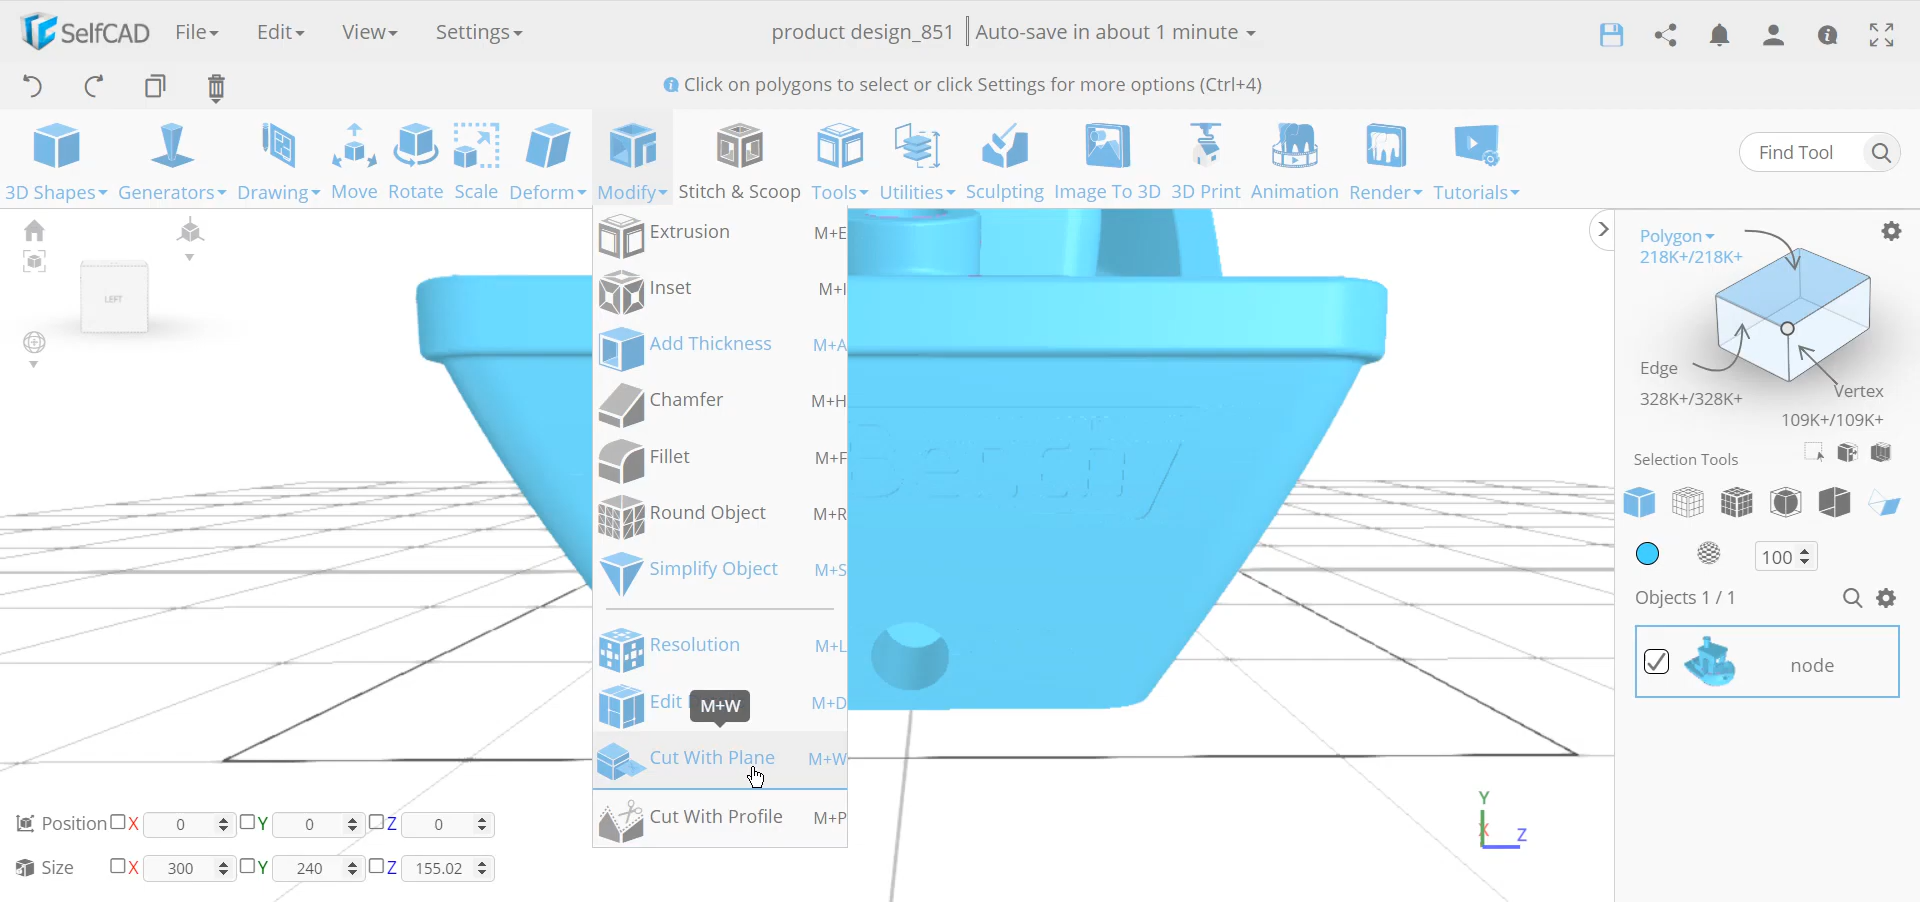 SelfCAD
File
Edit
View
Settings
product design_851
Auto-save in about 1 minute
Click on polygons to select or click Settings for more options (Ctrl+4)
3D Shapes
Generators
Drawing
Move
Rotate
Scale
Deform
Modify
Stitch & Scoop
Tools
Utilities
Sculpting
Image To 3D
3D Print
Animation
Render
Tutorials
Find Tool
Extrusion M+E
Inset M+I
Add Thickness M+A
Chamfer M+H
Fillet M+F
Round Object M+R
Simplify Object M+S
Resolution M+L
Edit M+D
M+W
Cut With Plane M+W
Cut With Profile M+P
LEFT
Polygon
218K+/218K+
Edge
328K+/328K+
Vertex
109K+/109K+
Selection Tools
100
Objects 1 / 1
node
Position X 0 Y 0 Z 0
Size X 300 Y 240 Z 155.02
Y
X
Z